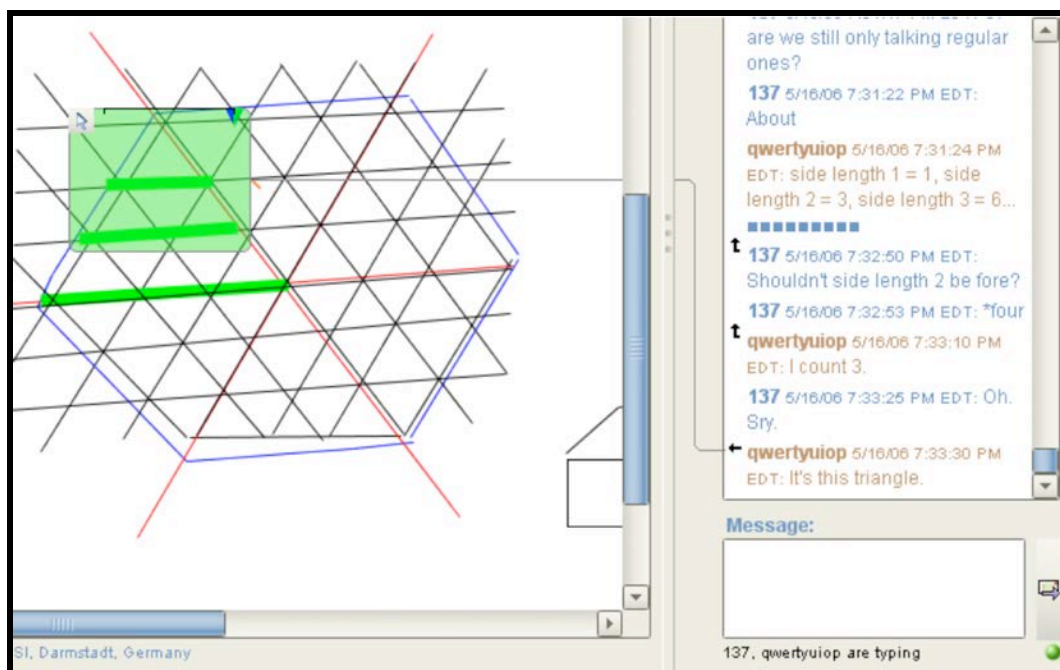 are we still only talking regular
ones?
137 5/16/06 7:31:22 PM EDT:
About
qwertyuiop 5/16/06 7:31:24 PM
EDT: side length 1 = 1, side
length 2 = 3, side length 3 = 6...
137 5/16/06 7:32:50 PM EDT:
Shouldn't side length 2 be fore?
137 5/16/06 7:32:53 PM EDT: *four
qwertyuiop 5/16/06 7:33:10 PM
EDT: I count 3.
137 5/16/06 7:33:25 PM EDT: Oh.
Sry.
qwertyuiop 5/16/06 7:33:30 PM
EDT: It's this triangle.
Message:
SI, Darmstadt, Germany
137, qwertyuiop are typing